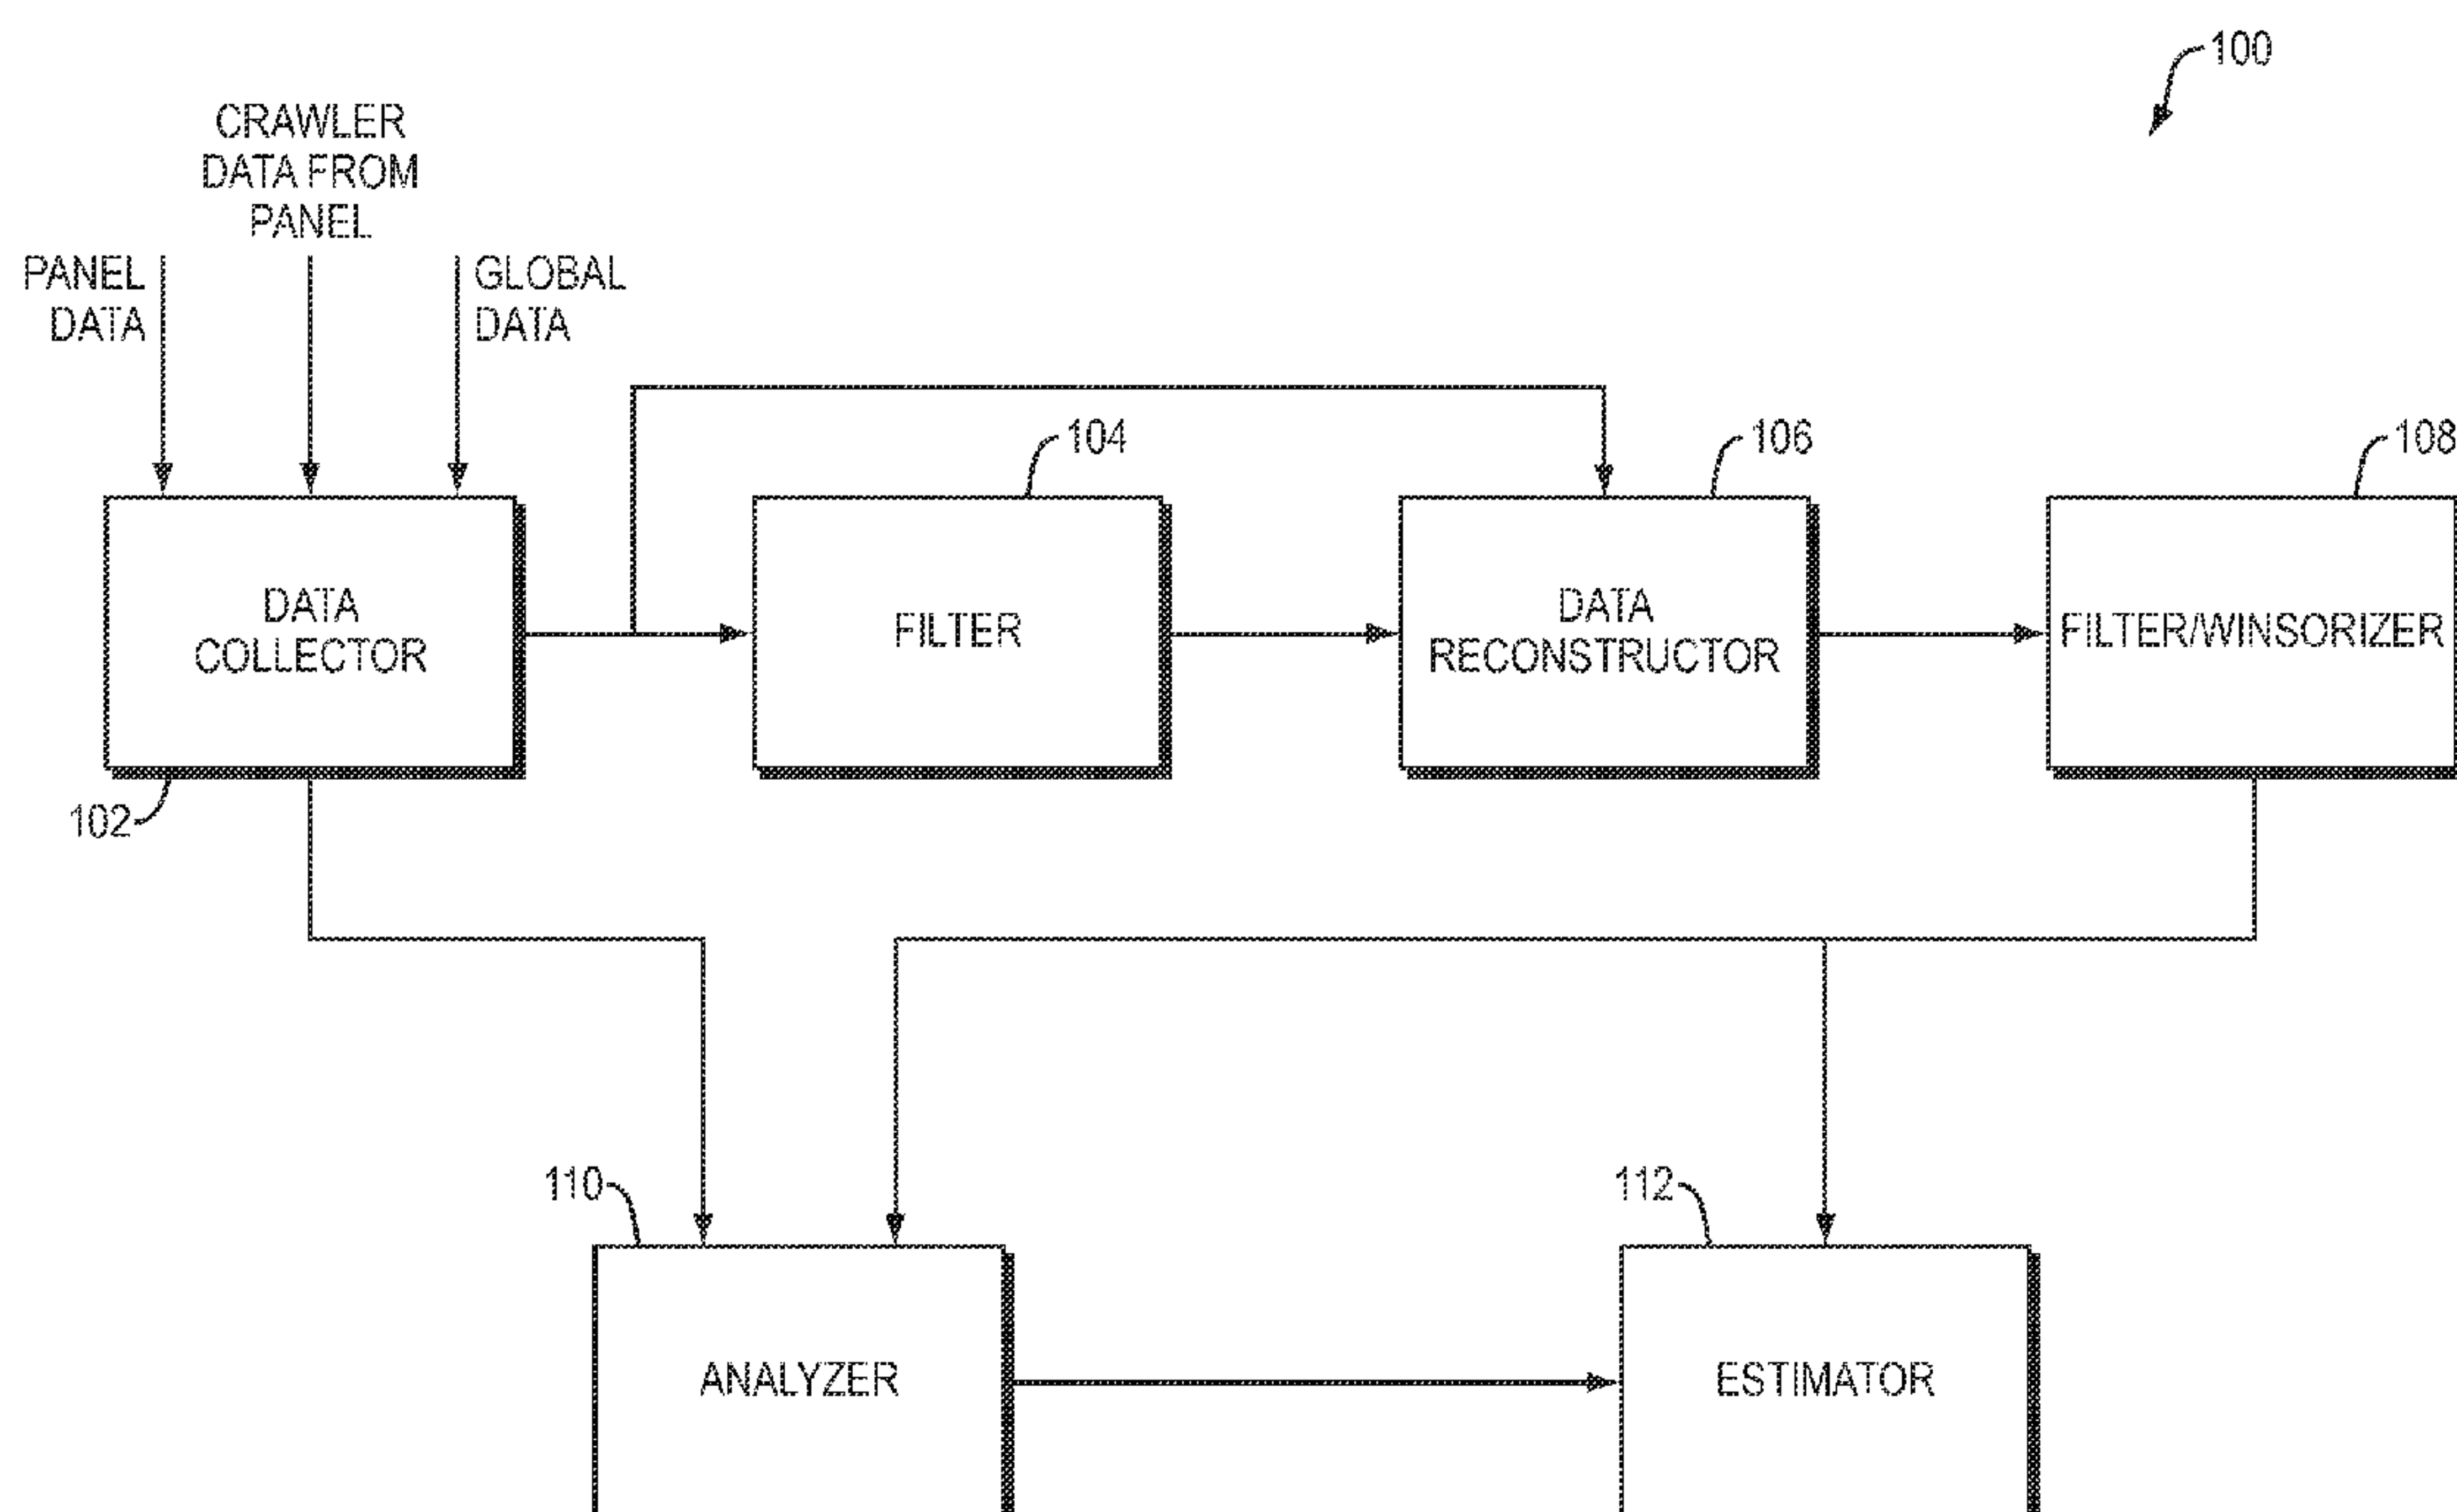 100
CRAWLER
DATA FROM
PANEL
PANEL
DATA
GLOBAL
DATA
104
106
108
DATA
COLLECTOR
FILTER
DATA
RECONSTRUCTOR
FILTER/WINSORIZER
102
110
112
ANALYZER
ESTIMATOR